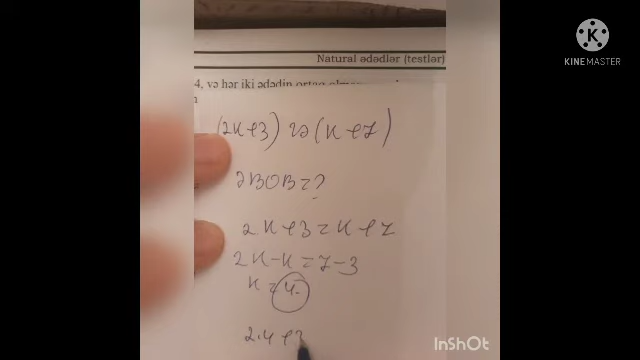 KINEMASTER
Natural ədədlər (testlər)
4, və hər iki ədədin ortaq
(2K+3) və (K+7)
ƏBOB=?
2K+3=K+7
2K-K=7-3
K=4
2·4+3
InShOt